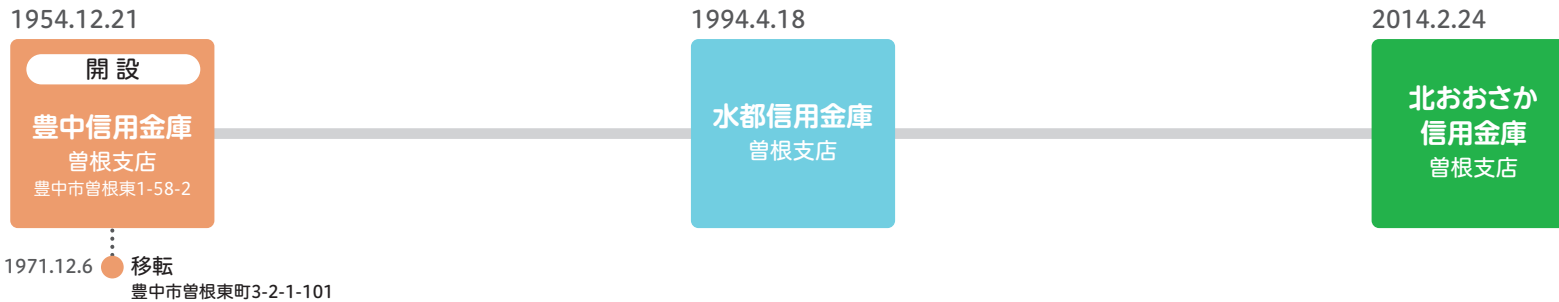 1954.12.21
開設
豊中信用金庫
曽根支店
豊中市曽根東1-58-2
1971.12.6 移転
豊中市曽根東町3-2-1-101
1994.4.18
水都信用金庫
曽根支店
2014.2.24
北おおさか
信用金庫
曽根支店